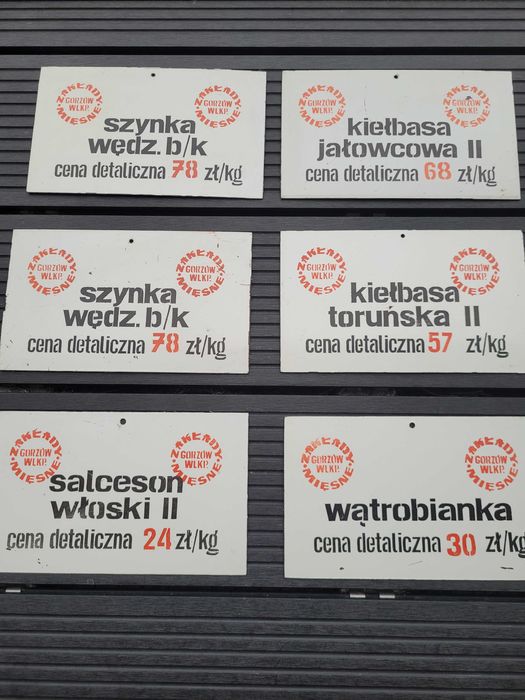 ZAKŁADY MIĘSNE GORZÓW WLKP.
ZAKŁADY MIĘSNE GORZÓW WLKP.
szynka
wędz. b/k
cena detaliczna 78 zł/kg
ZAKŁADY MIĘSNE GORZÓW WLKP.
ZAKŁADY MIĘSNE GORZÓW WLKP.
kiełbasa
jałowcowa II
cena detaliczna 68 zł/kg
ZAKŁADY MIĘSNE GORZÓW WLKP.
ZAKŁADY MIĘSNE GORZÓW WLKP.
szynka
wędz. b/k
cena detaliczna 78 zł/kg
ZAKŁADY MIĘSNE GORZÓW WLKP.
ZAKŁADY MIĘSNE GORZÓW WLKP.
kiełbasa
toruńska II
cena detaliczna 57 zł/kg
ZAKŁADY MIĘSNE GORZÓW WLKP.
ZAKŁADY MIĘSNE GORZÓW WLKP.
salceson
włoski II
cena detaliczna 24 zł/kg
ZAKŁADY MIĘSNE GORZÓW WLKP.
ZAKŁADY MIĘSNE GORZÓW WLKP.
wątrobianka
cena detaliczna 30 zł/kg